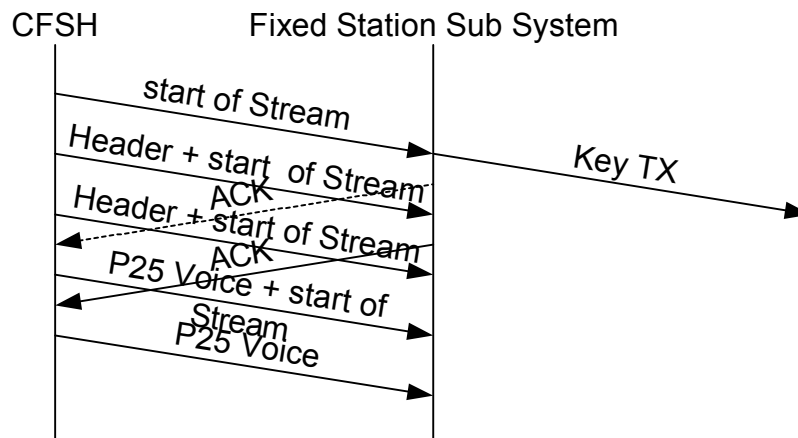 CFSH
Fixed Station Sub System
start of Stream
Key TX
Header + start of Stream
ACK
Header + start of Stream
ACK
P25 Voice + start of
Stream
P25 Voice